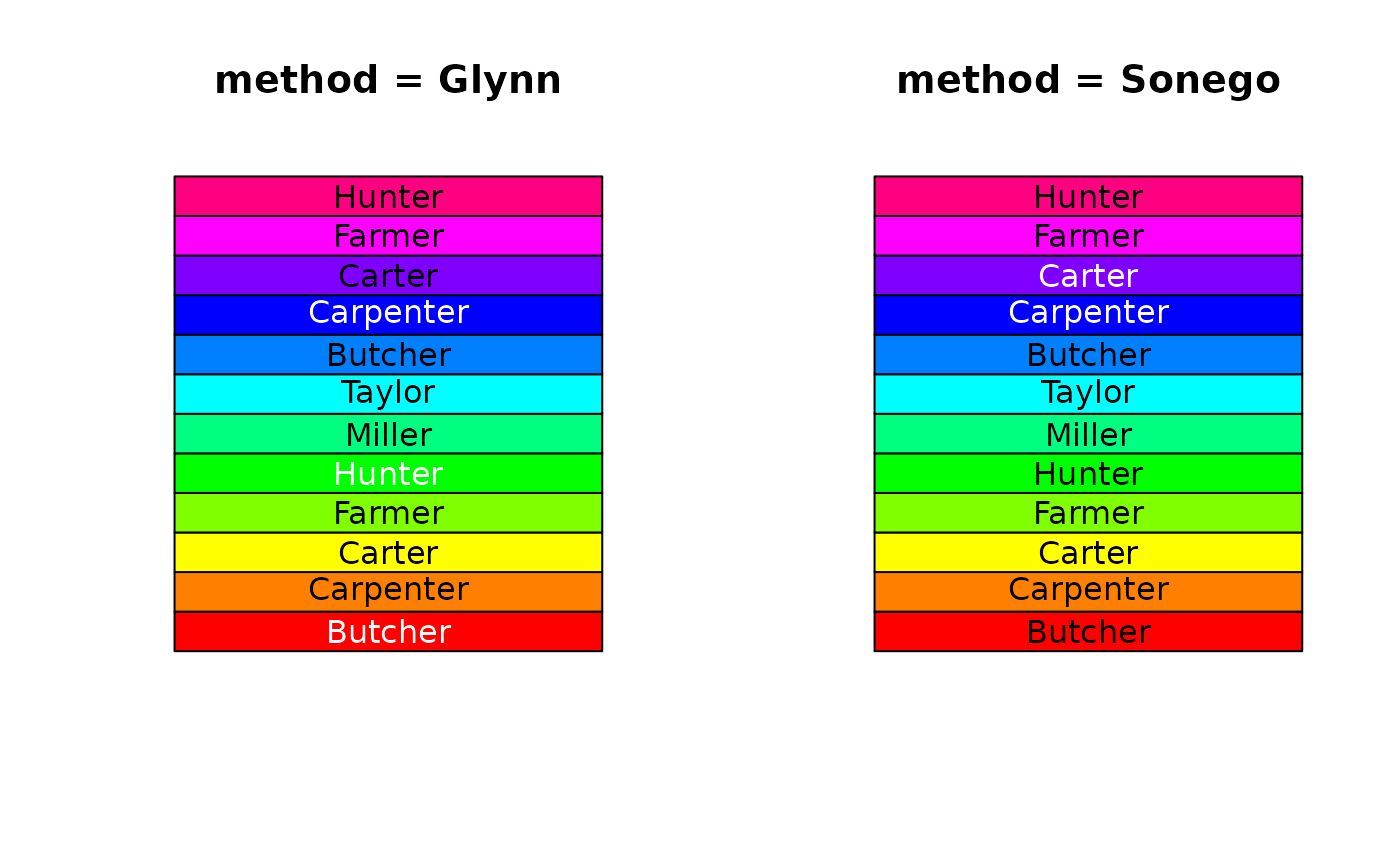 method = Glynn
Hunter
Farmer
Carter
Carpenter
Butcher
Taylor
Miller
Hunter
Farmer
Carter
Carpenter
Butcher
method = Sonego
Hunter
Farmer
Carter
Carpenter
Butcher
Taylor
Miller
Hunter
Farmer
Carter
Carpenter
Butcher